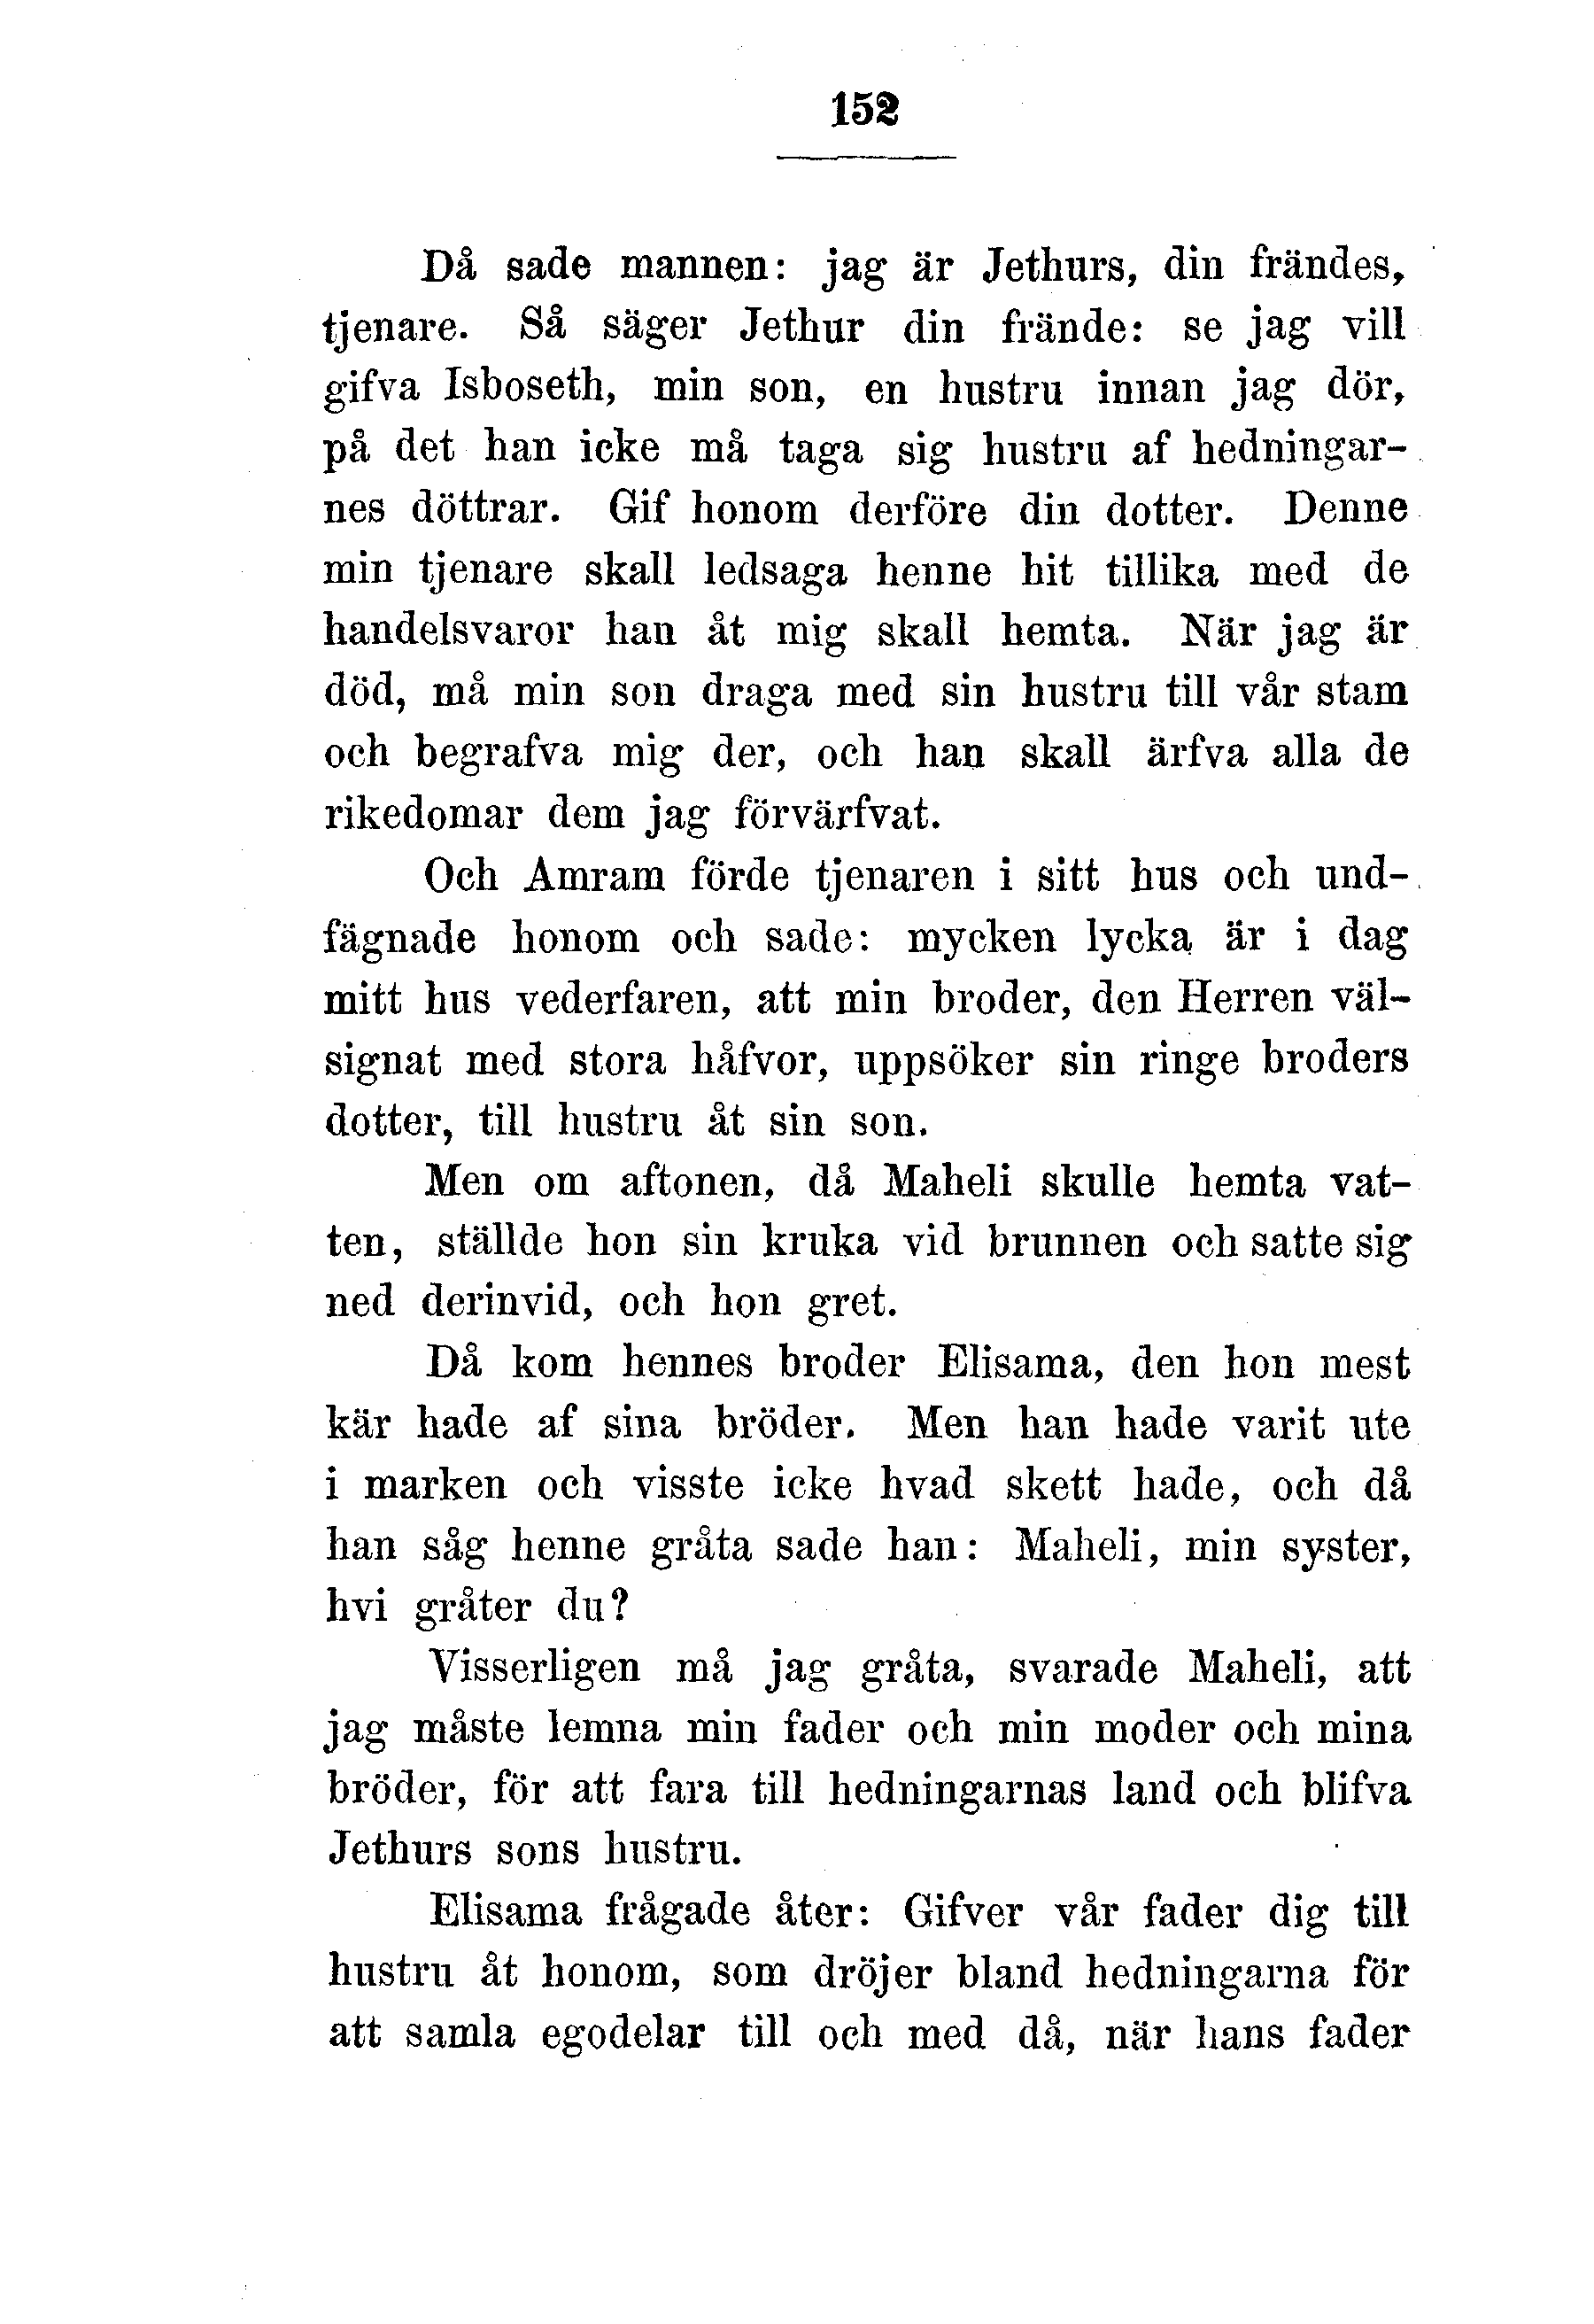 152
Då sade mannen: jag är Jethurs, din frändes,
tjenare. Så säger Jethur din frände: se jag vill
gifva Isboseth, min son, en hustru innan jag dör,
på det han icke må taga sig hustru af hedningar-
nes döttrar. Gif honom derföre din dotter. Denne
min tjenare skall ledsaga henne hit tillika med de
handelsvaror han åt mig skall hemta. När jag är
död, må min son draga med sin hustru till vår stam
och begrafva mig der, och han skall ärfva alla de
rikedomar dem jag förvärfvat.
Och Amram förde tjenaren i sitt hus och und-
fägnade honom och sade: mycken lycka är i dag
mitt hus vederfaren, att min broder, den Herren väl-
signat med stora håfvor, uppsöker sin ringe broders
dotter, till hustru åt sin son.
Men om aftonen, då Maheli skulle hemta vat-
ten, ställde hon sin kruka vid brunnen och satte sig
ned derinvid, och hon gret.
Då kom hennes broder Elisama, den hon mest
kär hade af sina bröder. Men han hade varit ute
i marken och visste icke hvad skett hade, och då
han såg henne gråta sade han: Maheli, min syster,
hvi gråter du?
Visserligen må jag gråta, svarade Maheli, att
jag måste lemna min fader och min moder och mina
bröder, för att fara till hedningarnas land och blifva
Jethurs sons hustru.
Elisama frågade åter: Gifver vår fader dig till
hustru åt honom, som dröjer bland hedningarna för
att samla egodelar till och med då, när hans fader